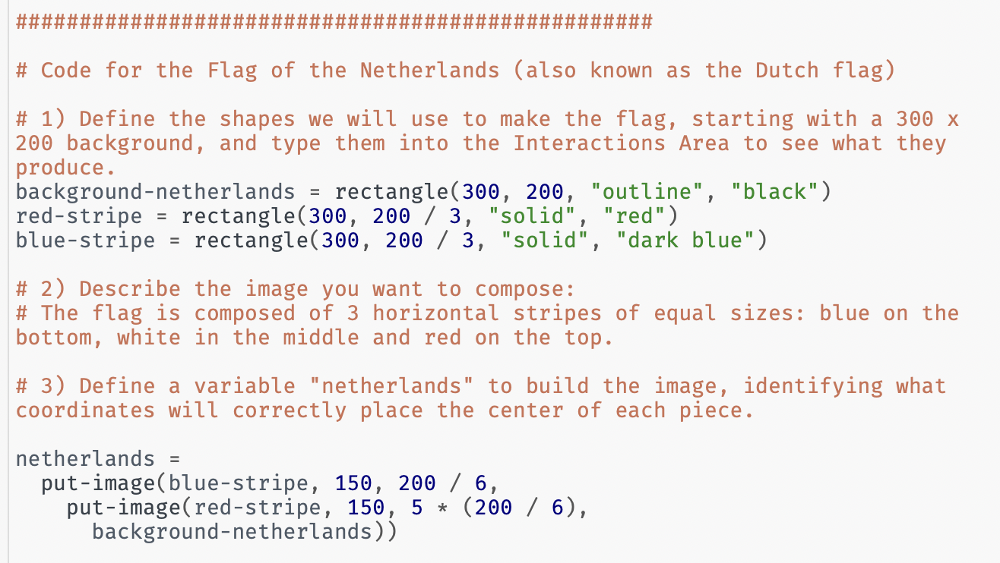 ##################################################
# Code for the Flag of the Netherlands (also known as the Dutch flag)
# 1) Define the shapes we will use to make the flag, starting with a 300 x
200 background, and type them into the Interactions Area to see what they
produce.
background-netherlands = rectangle(300, 200, "outline", "black")
red-stripe = rectangle(300, 200 / 3, "solid", "red")
blue-stripe = rectangle(300, 200 / 3, "solid", "dark blue")
# 2) Describe the image you want to compose:
# The flag is composed of 3 horizontal stripes of equal sizes: blue on the
bottom, white in the middle and red on the top.
# 3) Define a variable "netherlands" to build the image, identifying what
coordinates will correctly place the center of each piece.
netherlands =
  put-image(blue-stripe, 150, 200 / 6,
    put-image(red-stripe, 150, 5 * (200 / 6),
      background-netherlands))